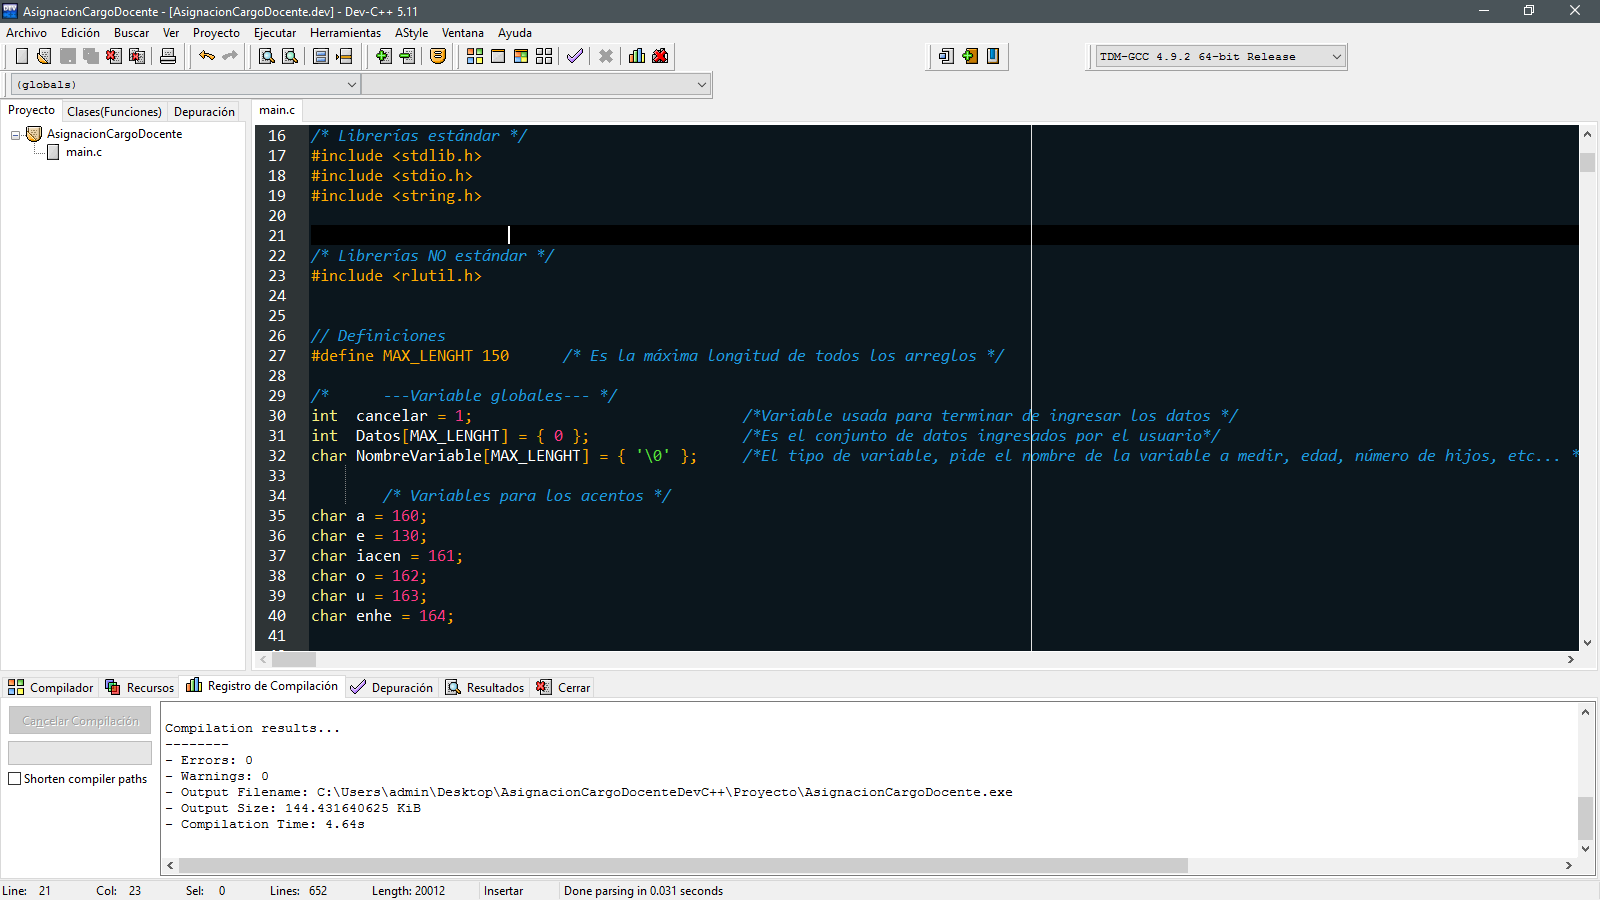 AsignacionCargoDocente - [AsignacionCargoDocente.dev] - Dev-C++ 5.11
Archivo Edición Buscar Ver Proyecto Ejecutar Herramientas AStyle Ventana Ayuda
TDM-GCC 4.9.2 64-bit Release
(globals)
Proyecto Clases(Funciones) Depuración
AsignacionCargoDocente
main.c
main.c
16 /* Librerías estándar */
17 #include <stdlib.h>
18 #include <stdio.h>
19 #include <string.h>
20
21
22 /* Librerías NO estándar */
23 #include <rlutil.h>
24
25
26 // Definiciones
27 #define MAX_LENGHT 150 /* Es la máxima longitud de todos los arreglos */
28
29 /* ---Variable globales--- */
30 int cancelar = 1; /*Variable usada para terminar de ingresar los datos */
31 int Datos[MAX_LENGHT] = { 0 }; /*Es el conjunto de datos ingresados por el usuario*/
32 char NombreVariable[MAX_LENGHT] = { '\0' }; /*El tipo de variable, pide el nombre de la variable a medir, edad, número de hijos, etc... *
33
34 /* Variables para los acentos */
35 char a = 160;
36 char e = 130;
37 char iacen = 161;
38 char o = 162;
39 char u = 163;
40 char enhe = 164;
41
Compilador Recursos Registro de Compilación Depuración Resultados Cerrar
Cancelar Compilación
Shorten compiler paths
Compilation results...
--------
- Errors: 0
- Warnings: 0
- Output Filename: C:\Users\admin\Desktop\AsignacionCargoDocenteDevC++\Proyecto\AsignacionCargoDocente.exe
- Output Size: 144.431640625 KiB
- Compilation Time: 4.64s
Line: 21 Col: 23 Sel: 0 Lines: 652 Length: 20012 Insertar Done parsing in 0.031 seconds